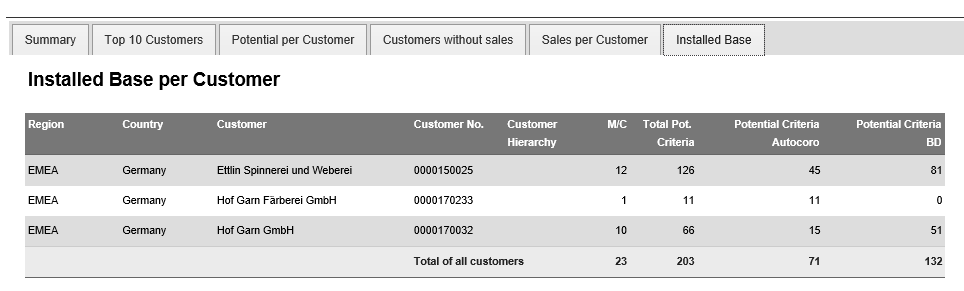 Summary Top 10 Customers Potential per Customer Customers without sales Sales per Customer Installed Base
Installed Base per Customer
Region Country Customer Customer No. Customer M/C Total Pot. Potential Criteria Potential Criteria
Hierarchy Criteria Autocoro BD
EMEA Germany Ettlin Spinnerei und Weberei 0000150025 12 126 45 81
EMEA Germany Hof Garn Färberei GmbH 0000170233 1 11 11 0
EMEA Germany Hof Garn GmbH 0000170032 10 66 15 51
Total of all customers 23 203 71 132